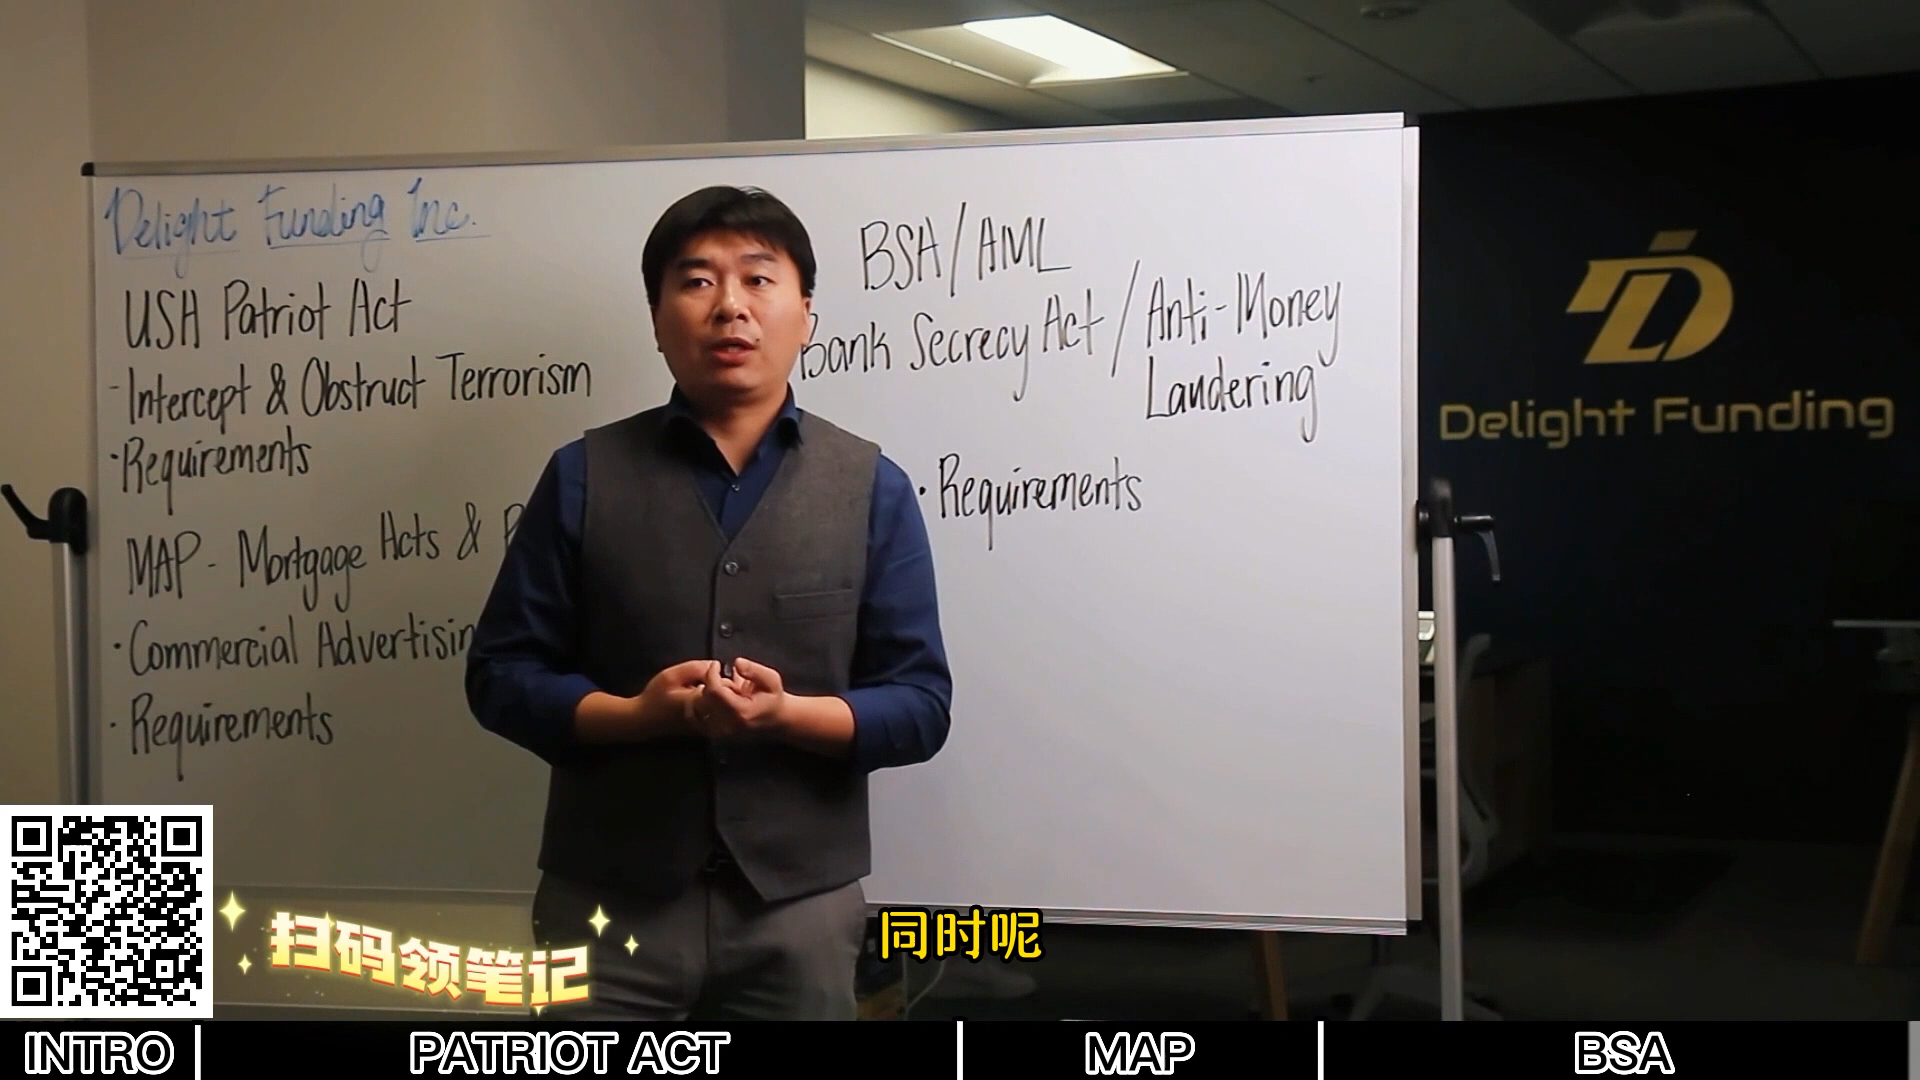 Delight Funding Inc.
USA Patriot Act
- Intercept & Obstruct Terrorism
· Requirements
MAP - Mortgage Acts &
· Commercial Advertisin
· Requirements
BSA / AML
Bank Secrecy Act / Anti-Money
Laudering
· Requirements
Delight Funding
扫码领笔记
同时呢
INTRO
PATRIOT ACT
MAP
BSA